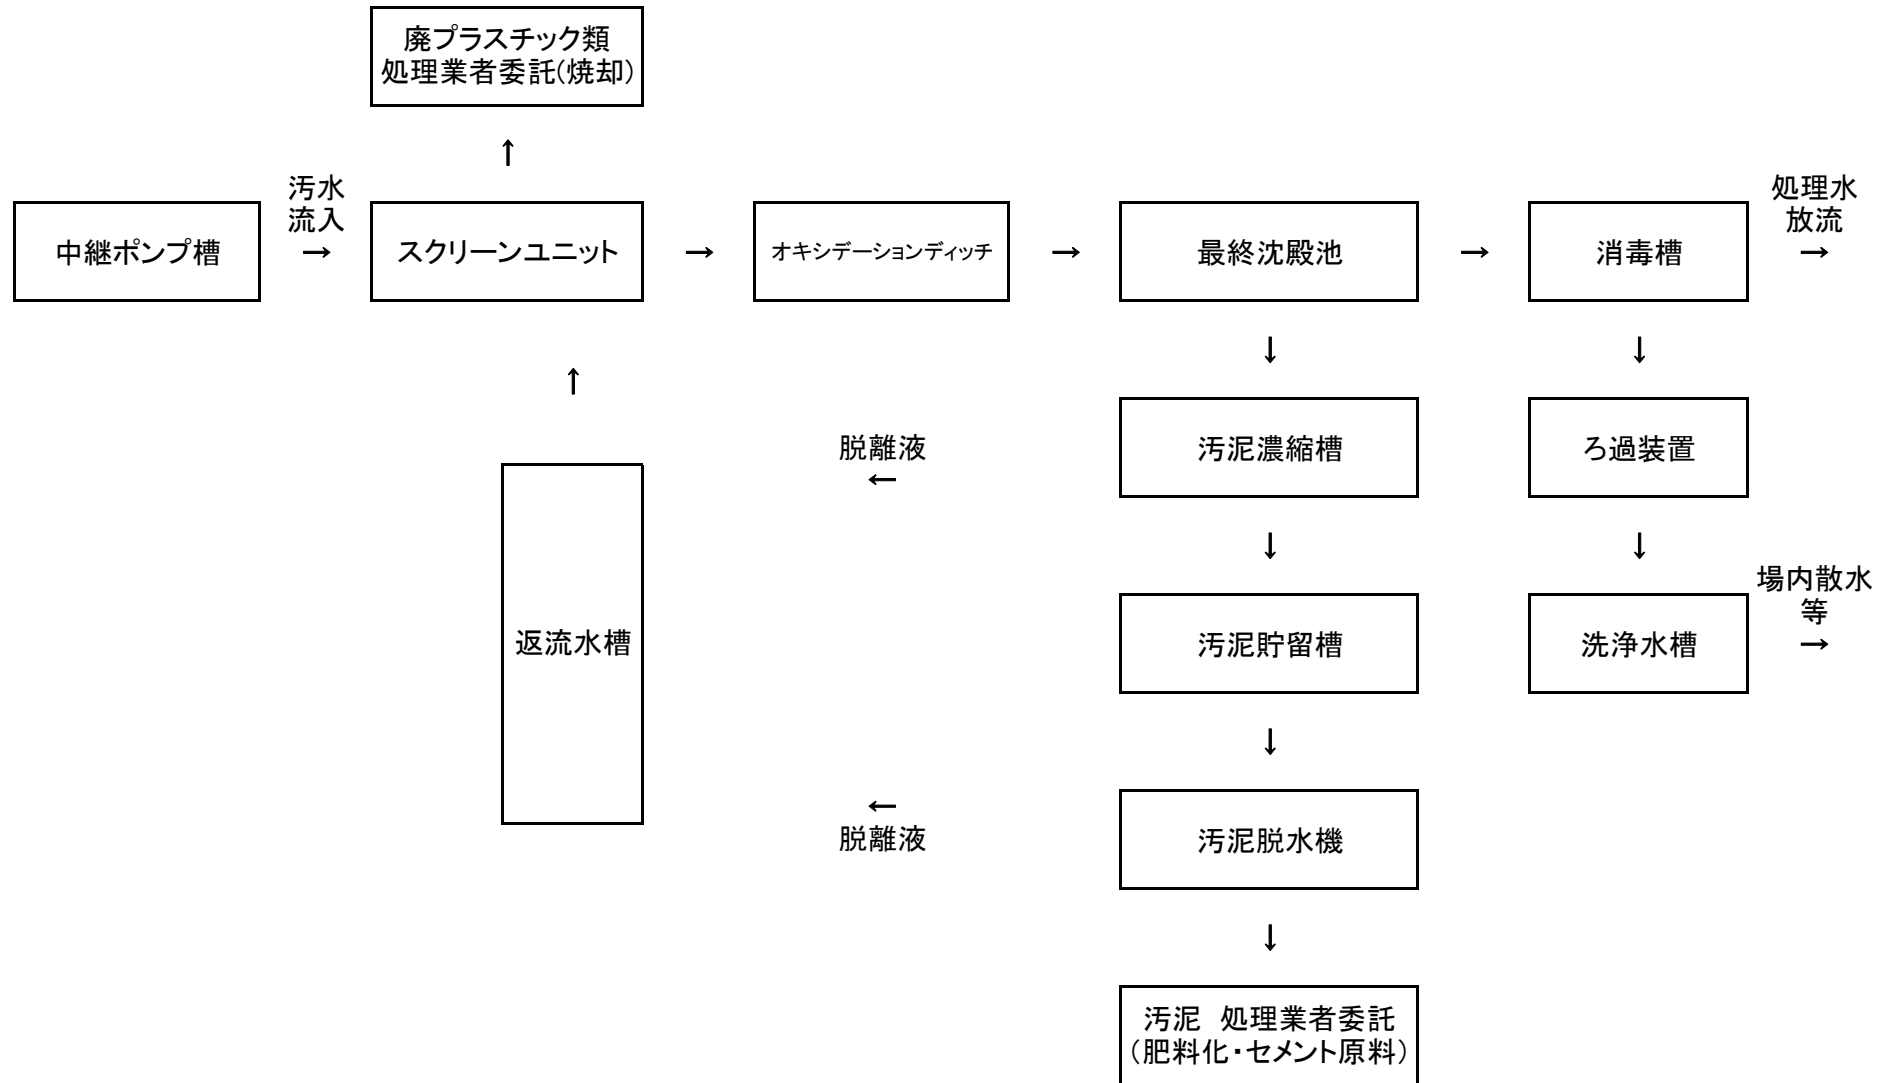 廃プラスチック類
処理業者委託(焼却)
↑
汚水
流入
→
処理水
放流
→
中継ポンプ槽
スクリーンユニット
→
オキシデーションディッチ
→
最終沈殿池
→
消毒槽
↓
↓
↑
脱離液
←
汚泥濃縮槽
ろ過装置
↓
↓
返流水槽
汚泥貯留槽
洗浄水槽
場内散水
等
→
↓
←
脱離液
汚泥脱水機
↓
汚泥　処理業者委託
(肥料化・セメント原料)